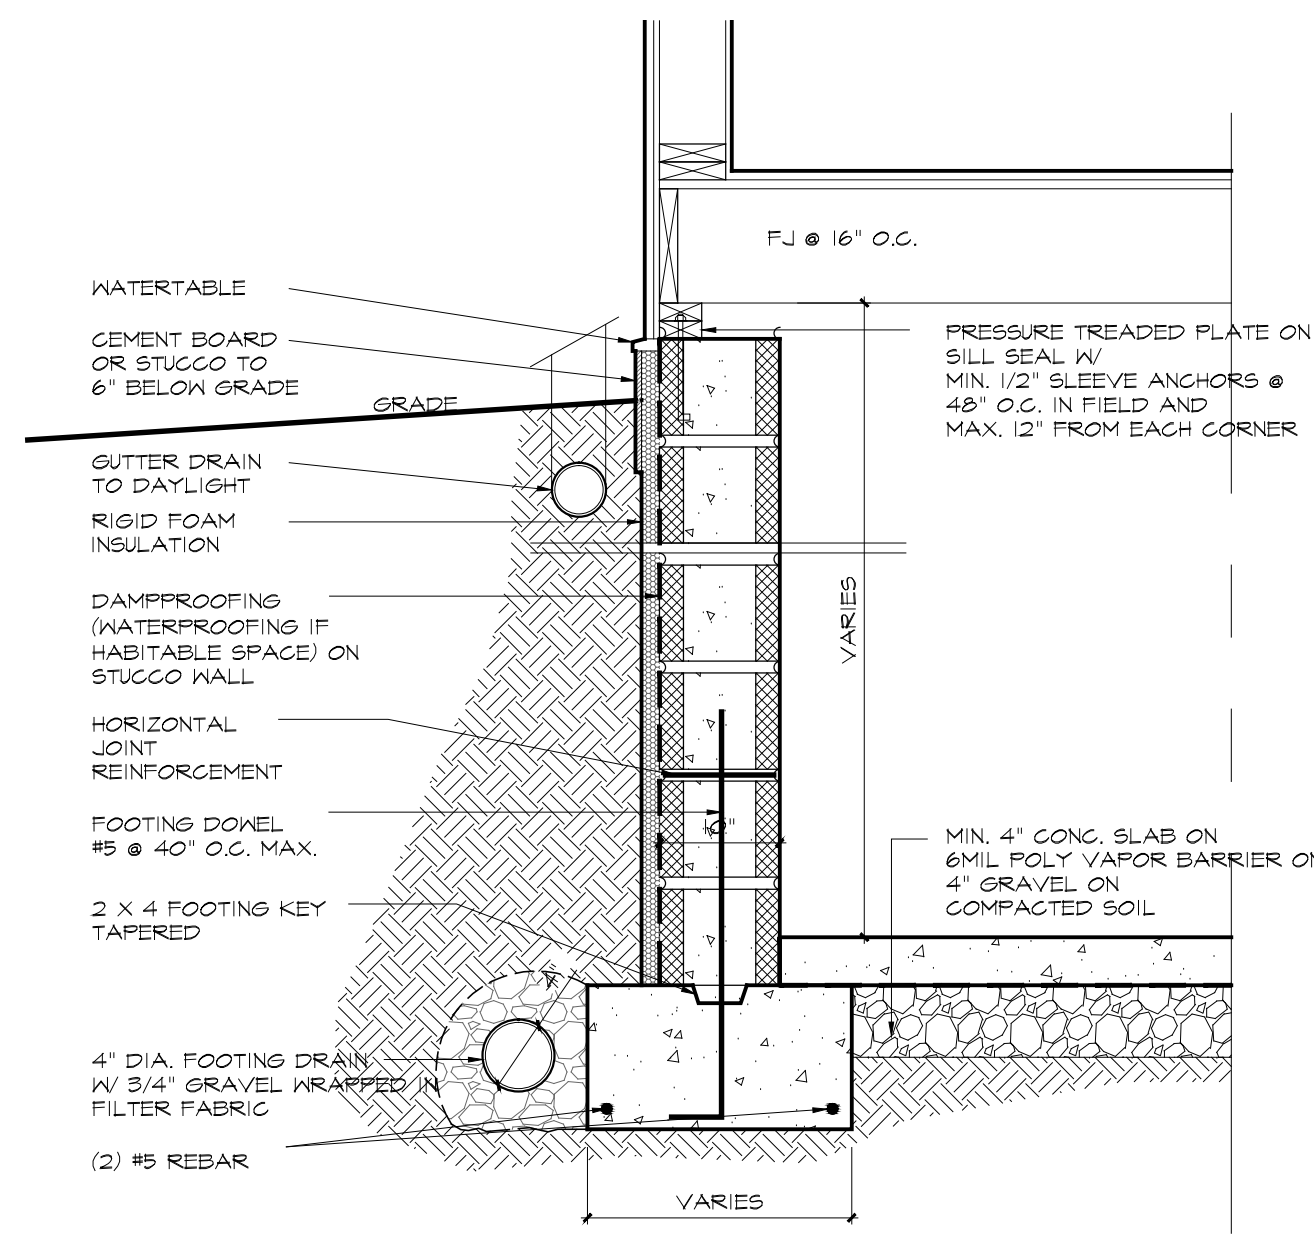 FJ @ 16" O.C.
WATERTABLE
CEMENT BOARD
OR STUCCO TO
6" BELOW GRADE
GRADE
GUTTER DRAIN
TO DAYLIGHT
RIGID FOAM
INSULATION
DAMPPROOFING
(WATERPROOFING IF
HABITABLE SPACE) ON
STUCCO WALL
HORIZONTAL
JOINT
REINFORCEMENT
FOOTING DOWEL
#5 @ 40" O.C. MAX.
2 X 4 FOOTING KEY
TAPERED
4" DIA. FOOTING DRAIN
W/ 3/4" GRAVEL WRAPPED IN
FILTER FABRIC
(2) #5 REBAR
4"
VARIES
VARIES
PRESSURE TREADED PLATE ON
SILL SEAL W/
MIN. 1/2" SLEEVE ANCHORS @
48" O.C. IN FIELD AND
MAX. 12" FROM EACH CORNER
MIN. 4" CONC. SLAB ON
6MIL POLY VAPOR BARRIER ON
4" GRAVEL ON
COMPACTED SOIL